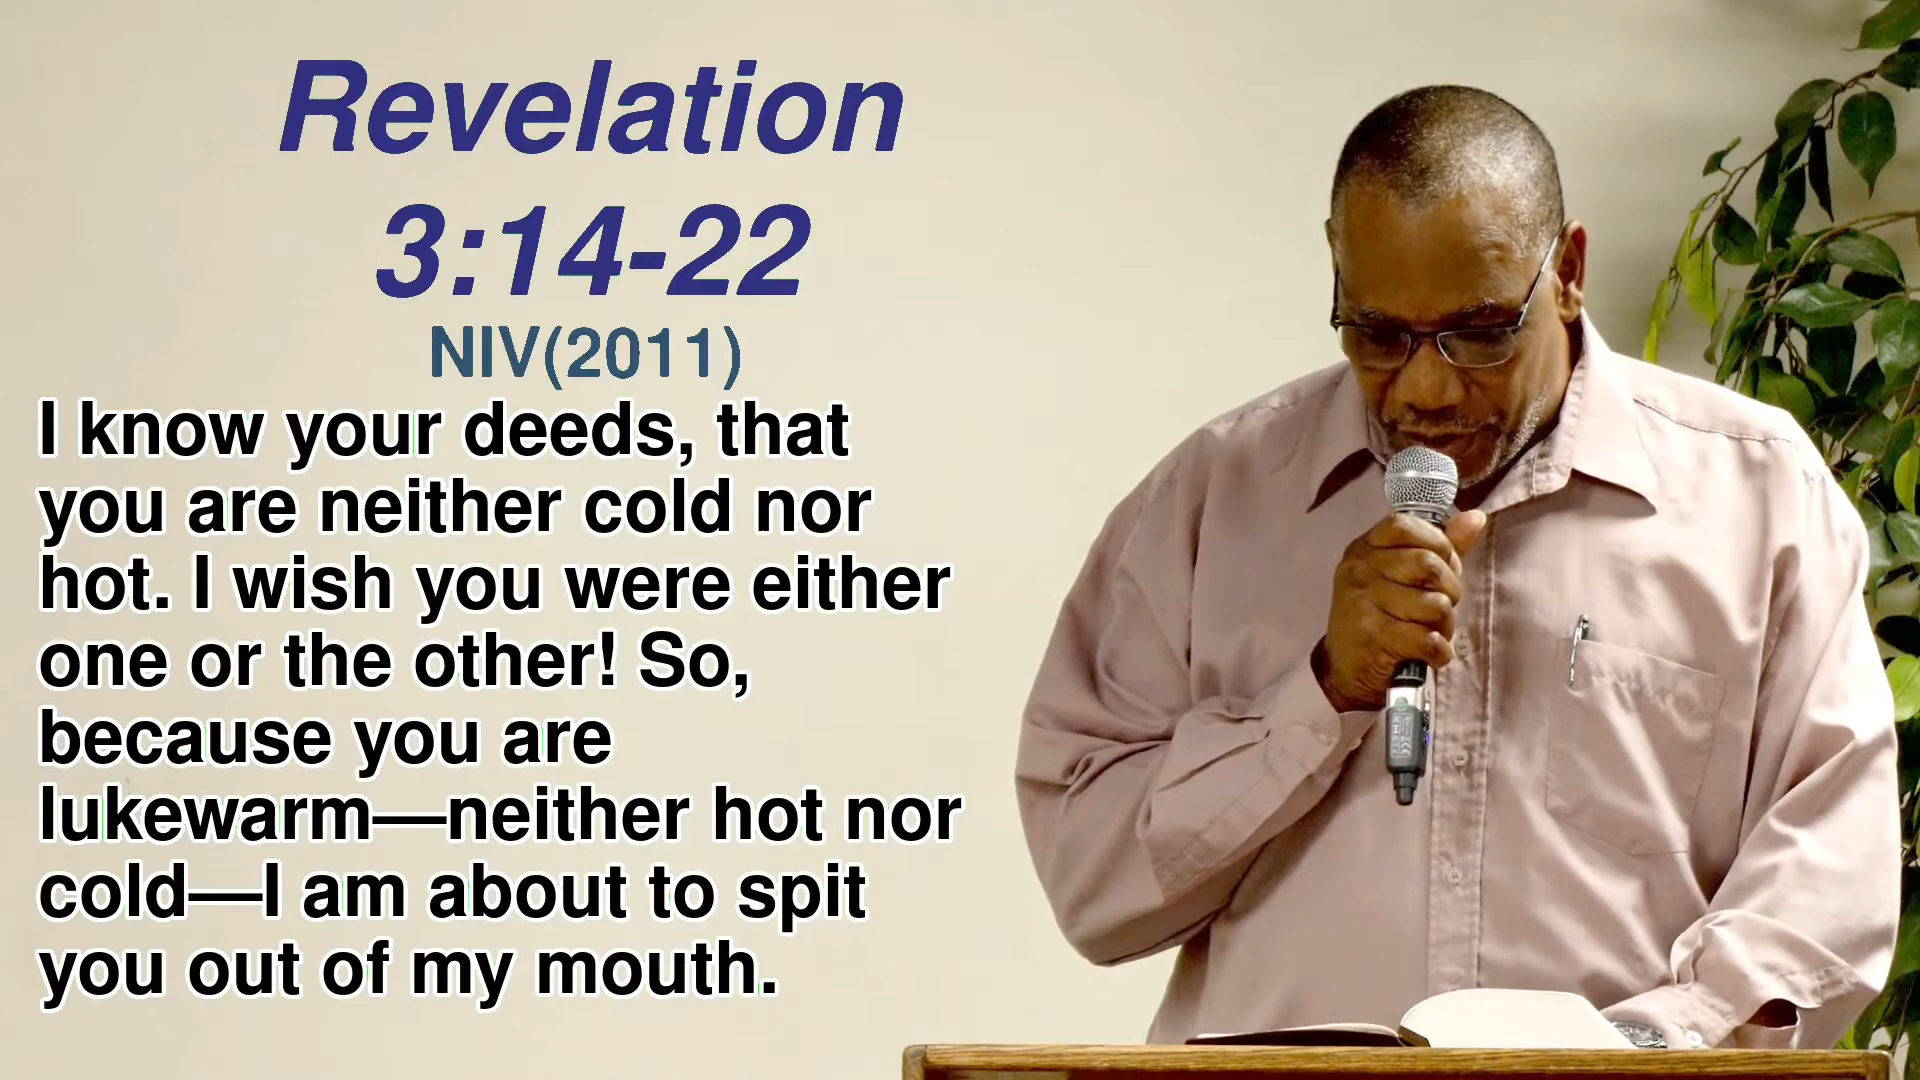 Revelation
3:14-22
NIV(2011)
I know your deeds, that
you are neither cold nor
hot. I wish you were either
one or the other! So,
because you are
lukewarm—neither hot nor
cold—I am about to spit
you out of my mouth.